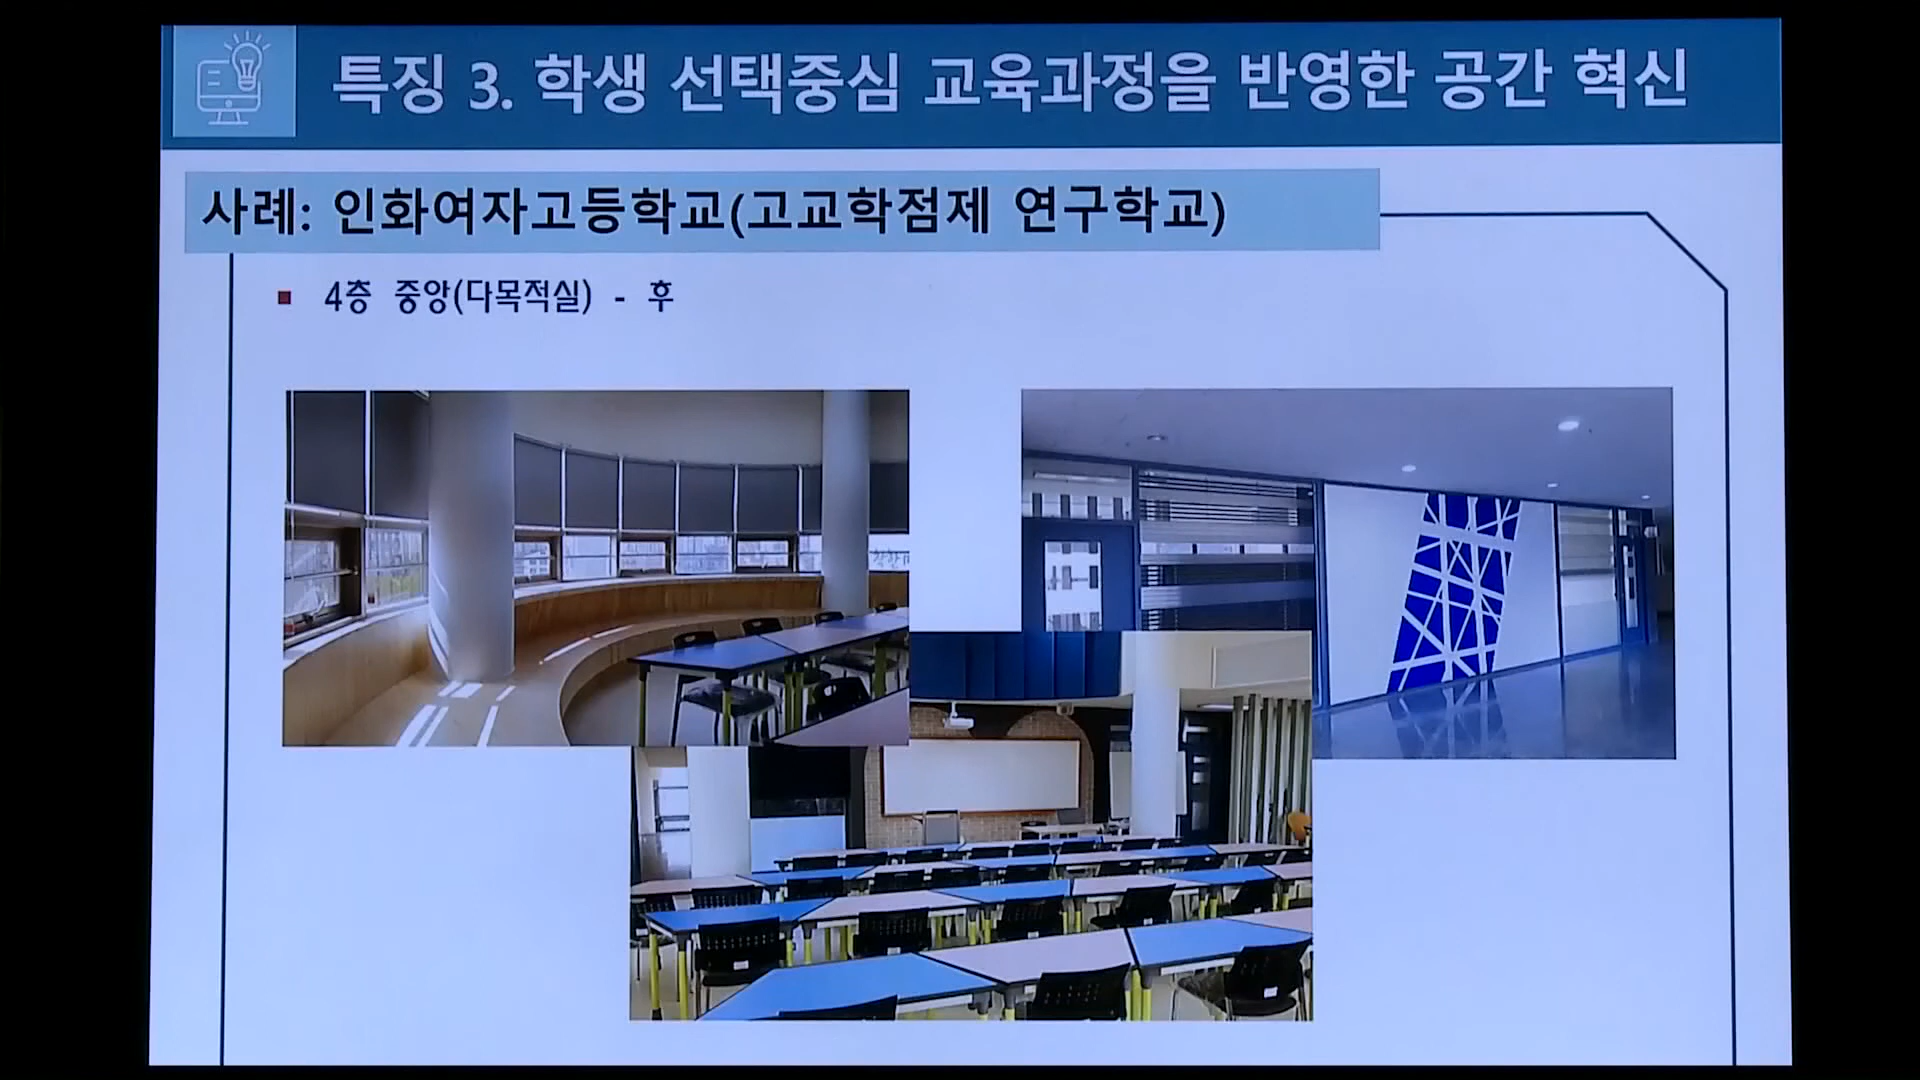 특징 3. 학생 선택중심 교육과정을 반영한 공간 혁신
사례: 인화여자고등학교(고교학점제 연구학교)
4층 중앙(다목적실) - 후